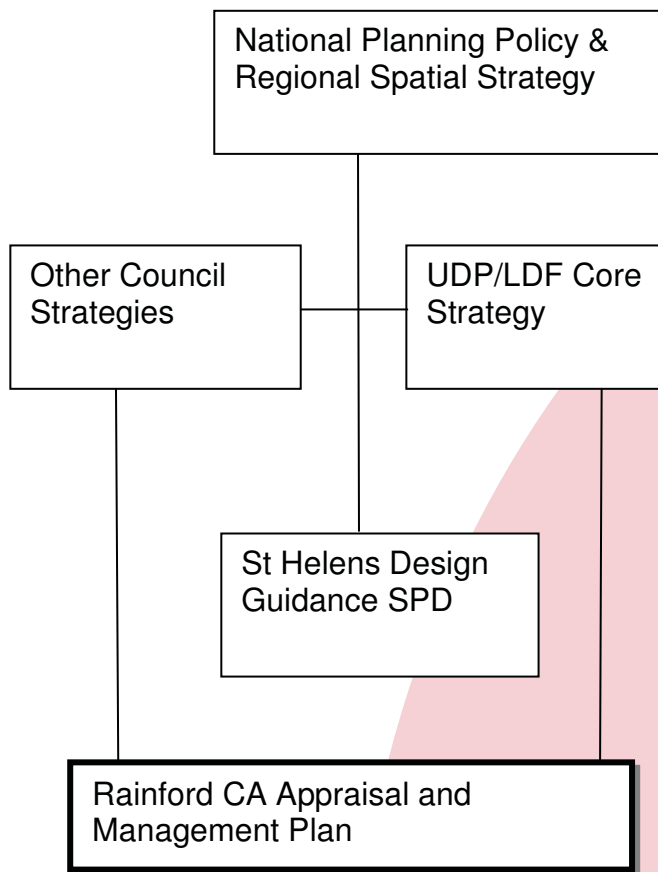 National Planning Policy &
Regional Spatial Strategy
Other Council
Strategies
UDP/LDF Core
Strategy
St Helens Design
Guidance SPD
Rainford CA Appraisal and
Management Plan